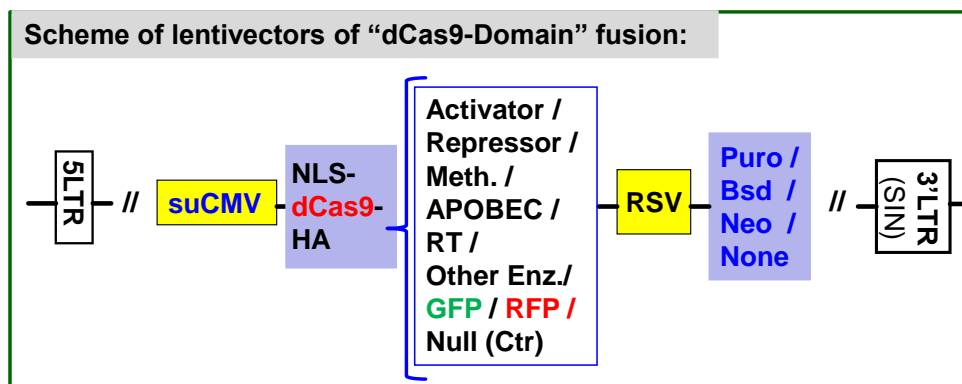 Scheme of lentivectors of “dCas9-Domain” fusion:
5LTR
//
suCMV
NLS-
dCas9-
HA
Activator /
Repressor /
Meth. /
APOBEC /
RT /
Other Enz./
GFP / RFP /
Null (Ctr)
RSV
Puro /
Bsd /
Neo /
None
//
3'LTR
(SIN)